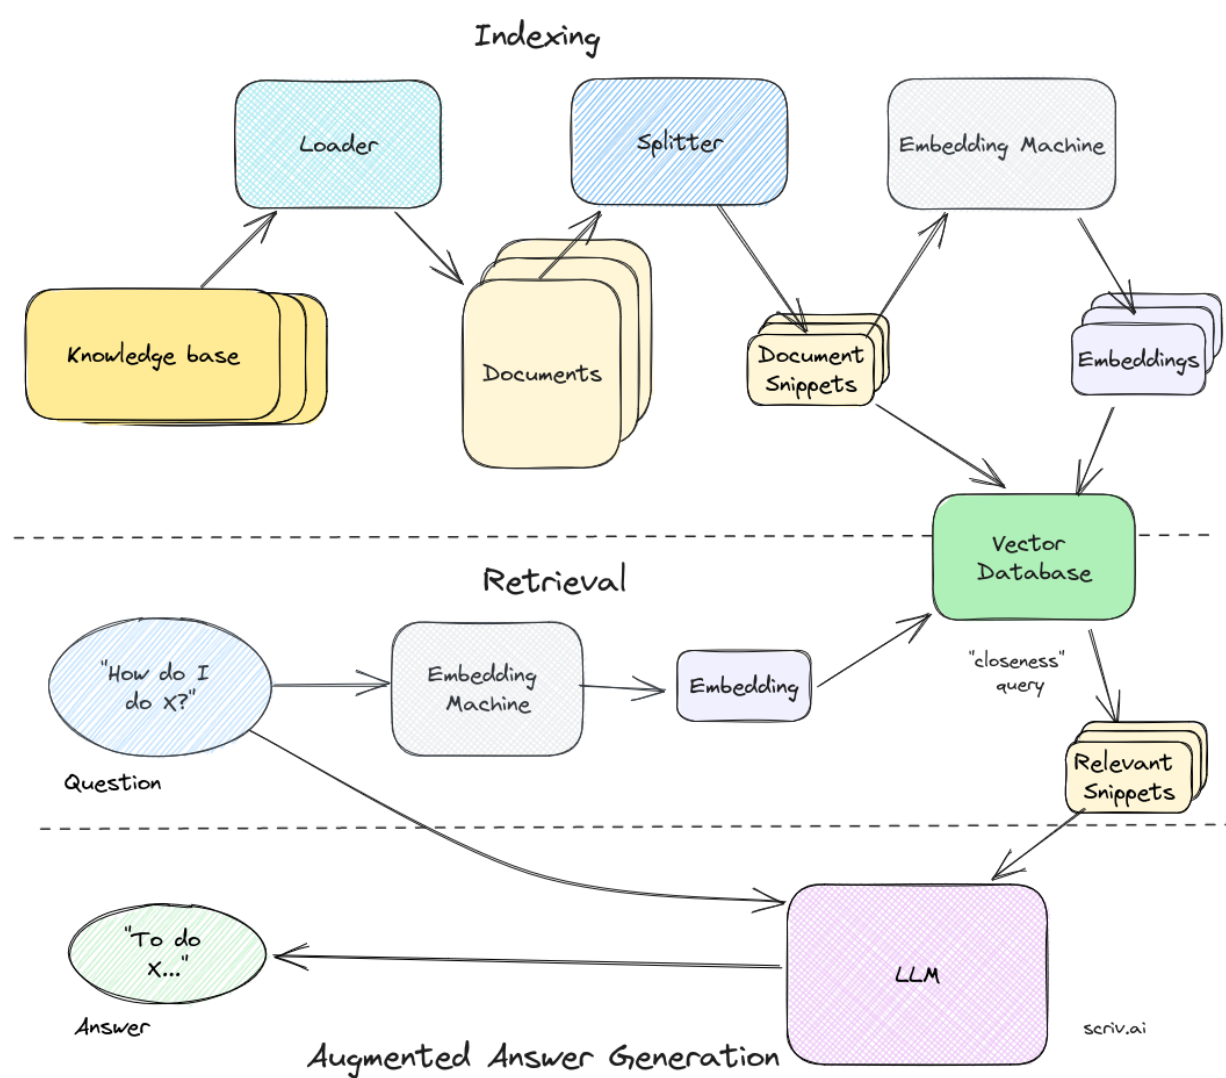 Indexing
Loader
Splitter
Embedding Machine
Knowledge base
Documents
Document
Snippets
Embeddings
Vector
Database
Retrieval
"How do I
do X?"
Question
Embedding
Machine
Embedding
"closeness"
query
Relevant
Snippets
"To do
X..."
Answer
LLM
Augmented Answer Generation
scriv.ai